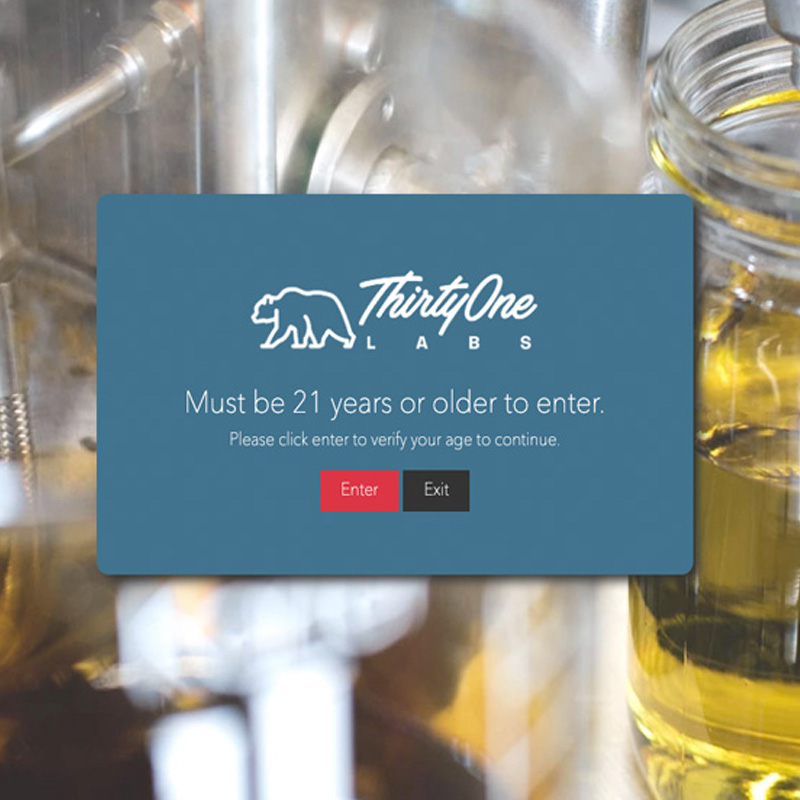 ThirtyOne
LABS
Must be 21 years or older to enter.
Please click enter to verify your age to continue.
Enter Exit